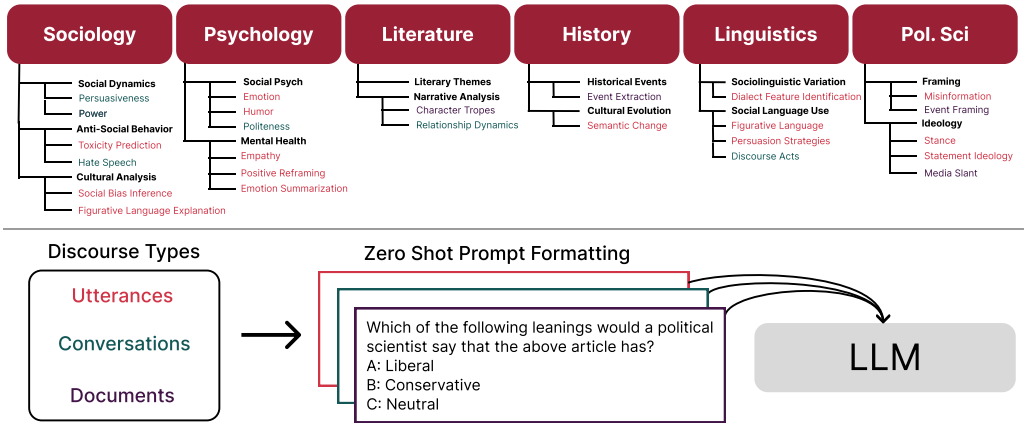 Sociology
Psychology
Literature
History
Linguistics
Pol. Sci
Social Dynamics
Persuasiveness
Power
Anti-Social Behavior
Toxicity Prediction
Hate Speech
Cultural Analysis
Social Bias Inference
Figurative Language Explanation
Social Psych
Emotion
Humor
Politeness
Mental Health
Empathy
Positive Reframing
Emotion Summarization
Literary Themes
Narrative Analysis
Character Tropes
Relationship Dynamics
Historical Events
Event Extraction
Cultural Evolution
Semantic Change
Sociolinguistic Variation
Dialect Feature Identification
Social Language Use
Figurative Language
Persuasion Strategies
Discourse Acts
Framing
Misinformation
Event Framing
Ideology
Stance
Statement Ideology
Media Slant
Discourse Types
Utterances
Conversations
Documents
Zero Shot Prompt Formatting
Which of the following leanings would a political
scientist say that the above article has?
A: Liberal
B: Conservative
C: Neutral
LLM